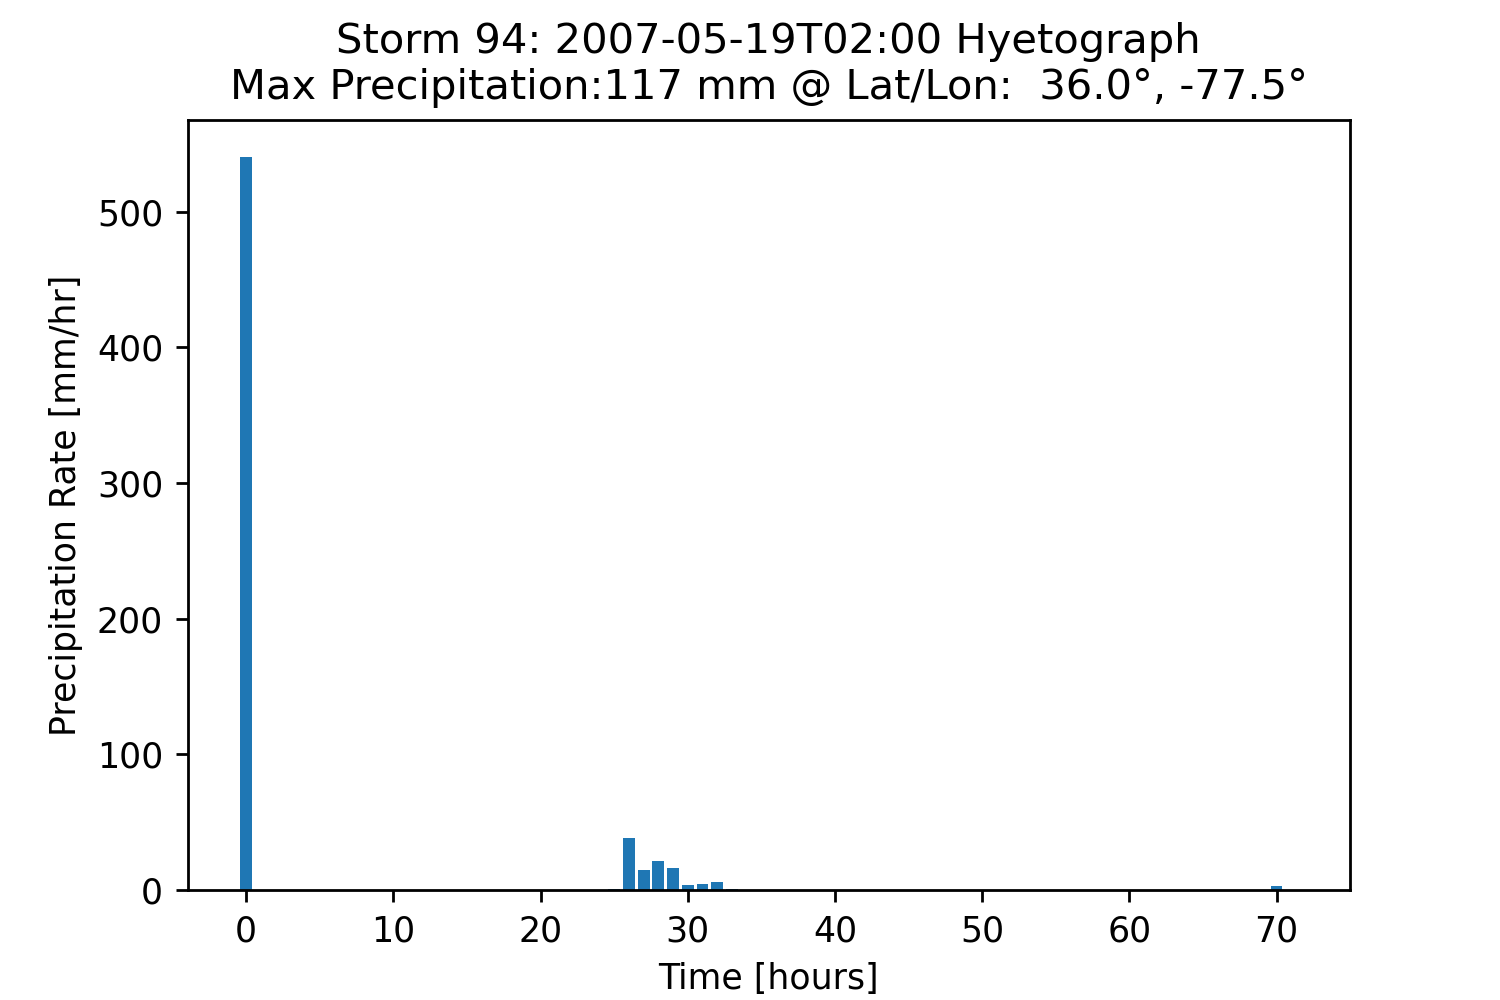 Storm 94: 2007-05-19T02:00 Hyetograph
Max Precipitation:117 mm @ Lat/Lon:  36.0°, -77.5°
Precipitation Rate [mm/hr]
500
400
300
200
100
0
0 10 20 30 40 50 60 70
Time [hours]